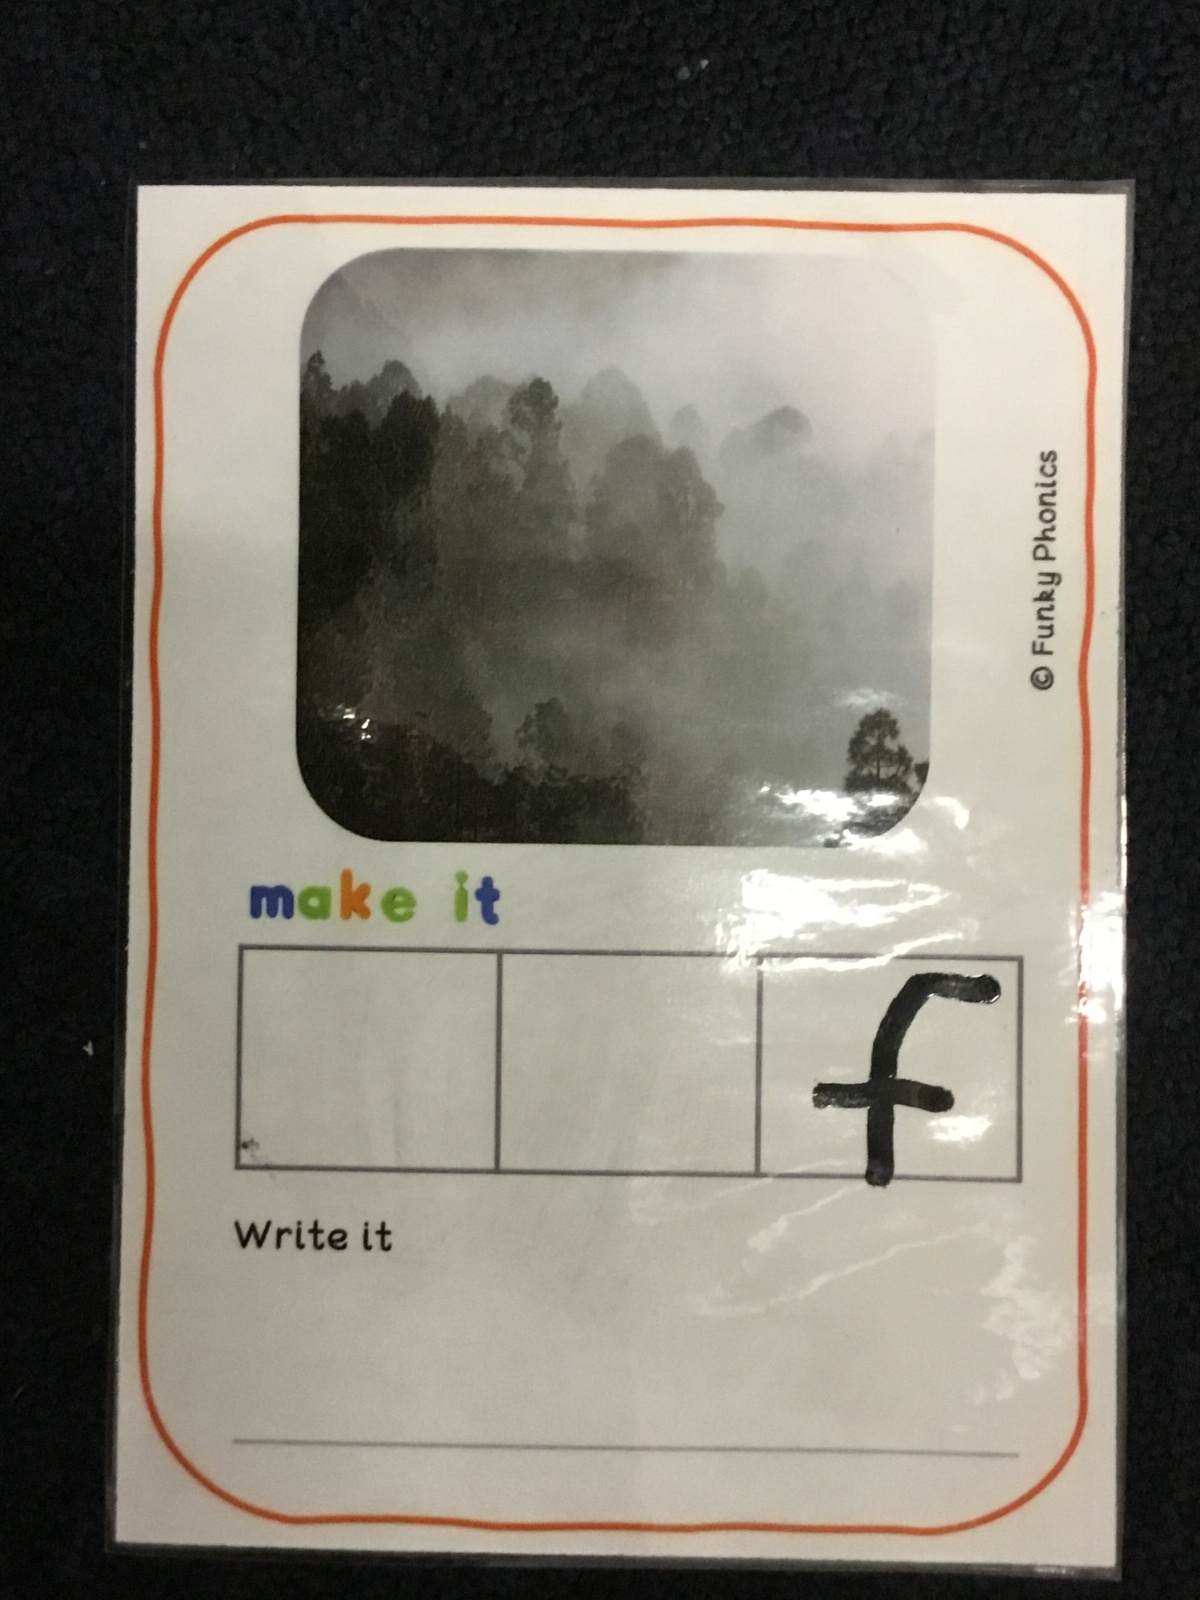 © Funky Phonics
make it
f
Write it